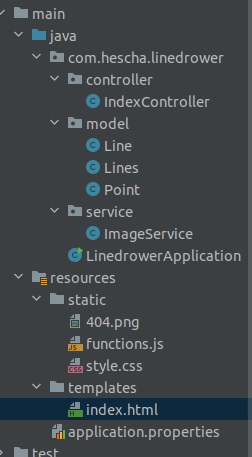 main
java
com.hescha.linedrower
controller
IndexController
model
Line
Lines
Point
service
ImageService
LinedrowerApplication
resources
static
404.png
functions.js
style.css
templates
index.html
application.properties
test